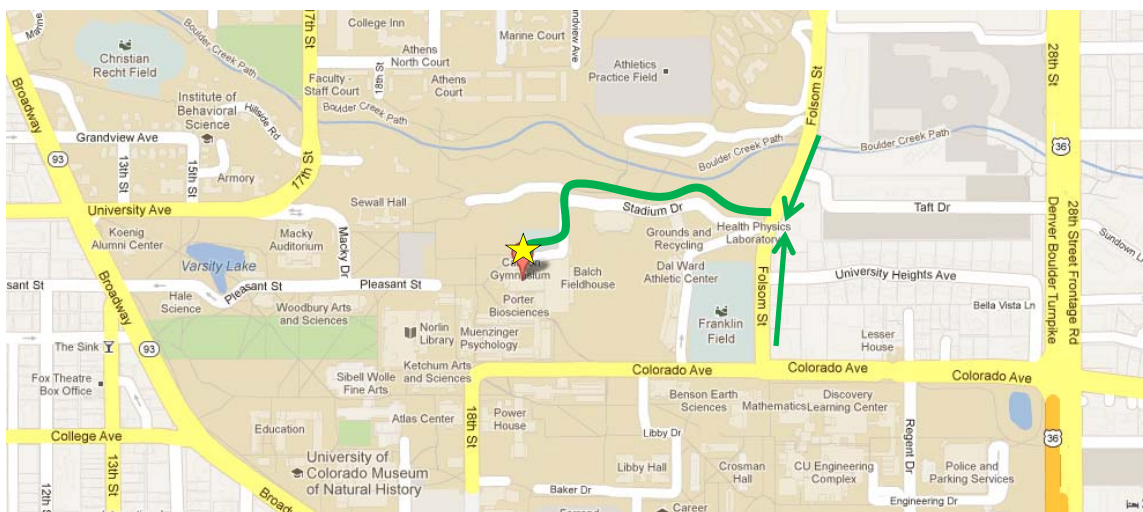 17th St
College Inn
Marine Court
Christian
Recht Field
Boulder Creek Path
18th St
Athens
North Court
Athens
Court
Faculty -
Staff Court
Athletics
Practice Field
Folsom St
28th St
36
Broadway
Institute of
Behavioral
Science
Hillside Rd
Boulder Creek Path
Boulder Creek Path
Boulder Creek Path
Grandview Ave
93
13th St
15th St
Armory
17th St
University Ave
Sewall Hall
Stadium Dr
Taft Dr
Health Physics
Laboratory
Koenig
Alumni Center
Macky
Auditorium
Macky Dr
Grounds and
Recycling
Varsity Lake
Gymnasium
Balch
Fieldhouse
Dal Ward
Athletic Center
University Heights Ave
Denver Boulder Turnpike
28th Street Frontage Rd
Sundown Ln
Pleasant St
Pleasant St
Hale
Science
Woodbury Arts
and Sciences
Porter
Biosciences
Bella Vista Ln
Broadway
Norlin
Library
Muenzinger
Psychology
Franklin
Field
Folsom St
Lesser
House
The Sink
93
Ketchum Arts
and Sciences
Colorado Ave
Colorado Ave
Colorado Ave
Fox Theatre
Box Office
Sibell Wolle
Fine Arts
Benson Earth
Sciences
Mathematics
Discovery
Learning Center
Atlas Center
Power
House
18th St
College Ave
Education
Libby Dr
Regent Dr
36
University of
Colorado Museum
of Natural History
Libby Hall
Crosman
Hall
CU Engineering
Complex
Police and
Parking Services
12th St
13th St
Baker Dr
Engineering Dr
Career